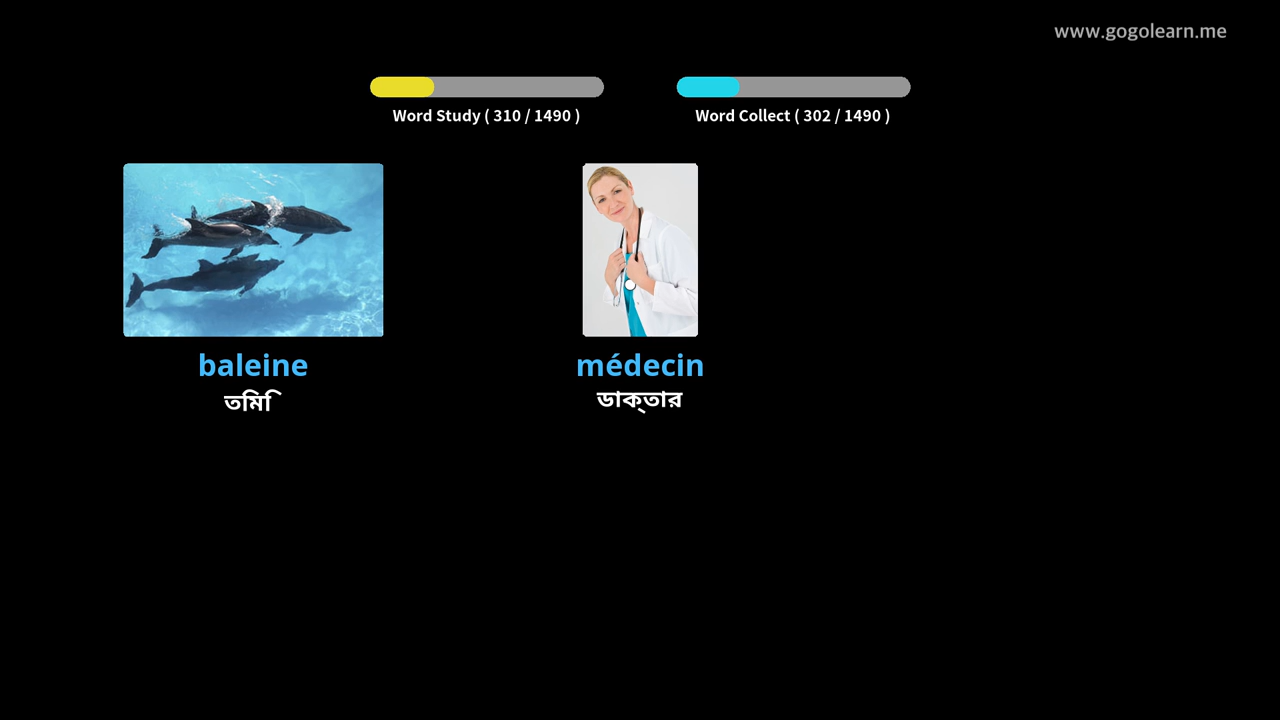 www.gogolearn.me
Word Study ( 310 / 1490 )
Word Collect ( 302 / 1490 )
baleine
médecin
তিমি
ডাক্তার